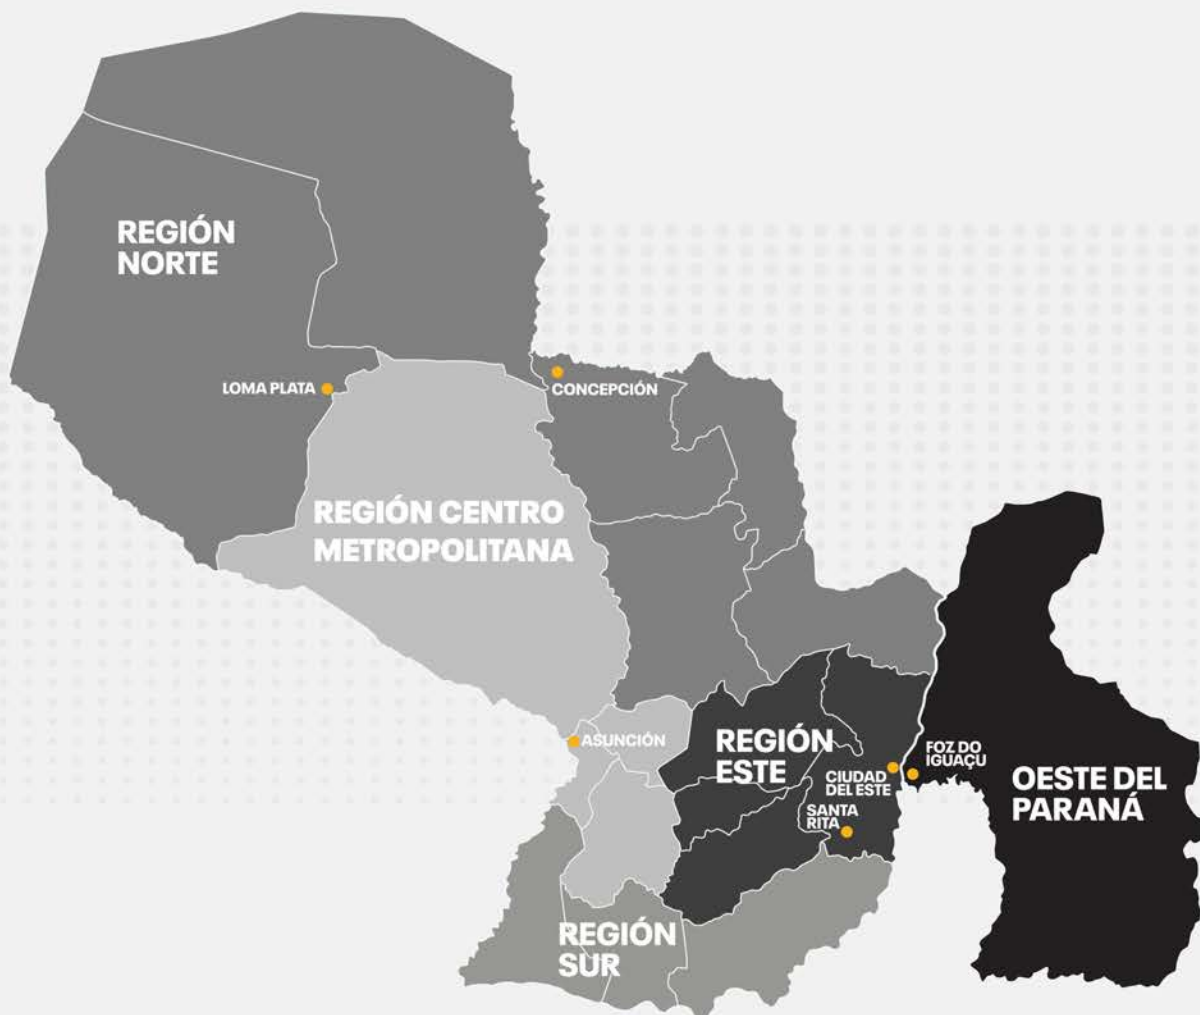 REGIÓN
NORTE
LOMA PLATA
CONCEPCIÓN
REGIÓN CENTRO
METROPOLITANA
ASUNCIÓN
REGIÓN
ESTE
CIUDAD
DEL ESTE
SANTA
RITA
FOZ DO
IGUAÇU
OESTE DEL
PARANÁ
REGIÓN
SUR